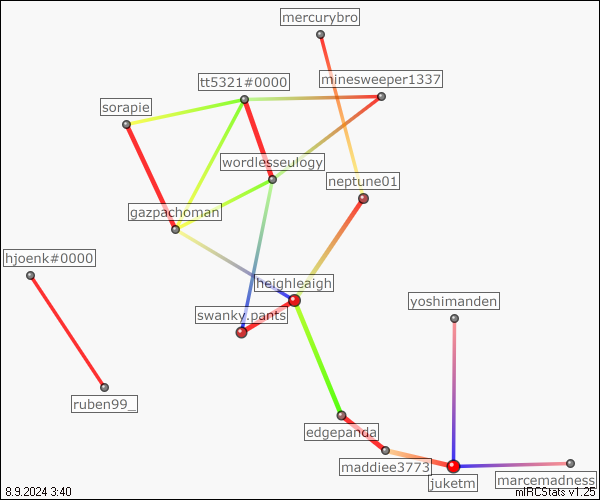 mercurybro
tt5321#0000
minesweeper1337
sorapie
wordlesseulogy
neptune01
gazpachoman
hjoenk#0000
heighleaigh
yoshimanden
swanky.pants
ruben99_
edgepanda
maddiee3773
juketm
marcemadness
8.9.2024 3:40
mIRCStats v1.25